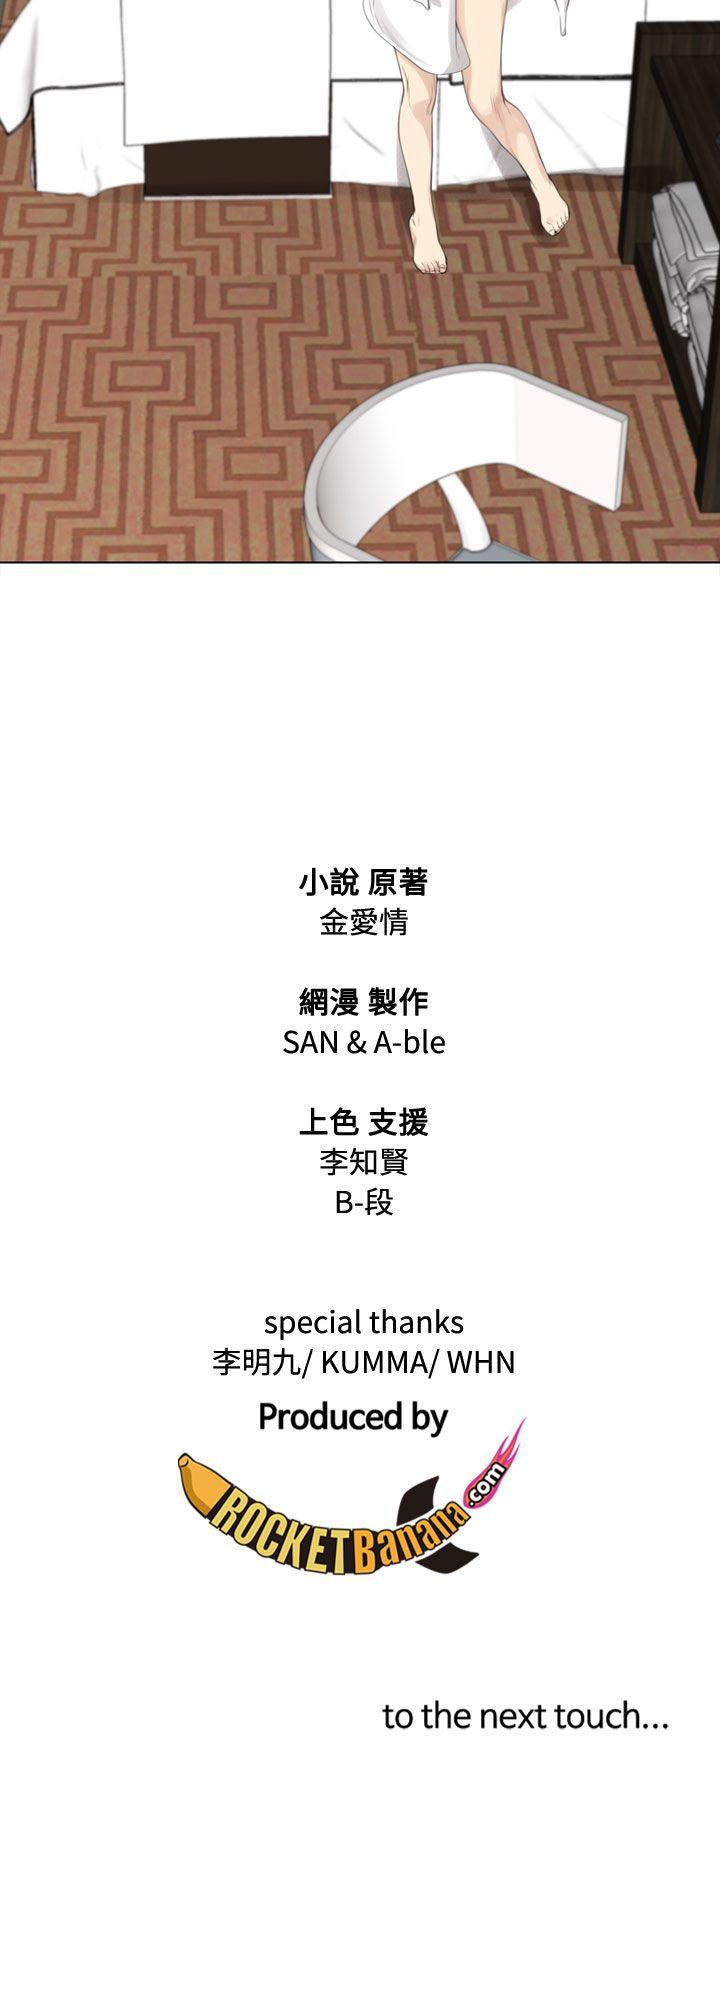 小說 原著
金愛情
網漫 製作
SAN & A-ble
上色 支援
李知賢
B-段
special thanks
李明九/ KUMMA/ WHN
Produced by
ROCKETBanana.com
to the next touch...